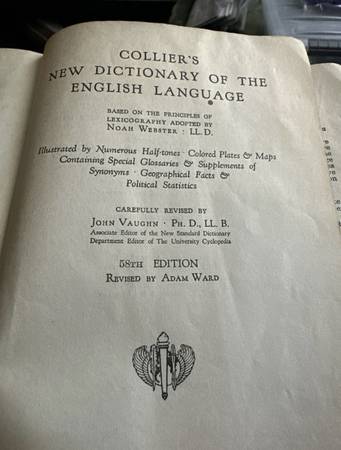 COLLIER'S
NEW DICTIONARY OF THE
ENGLISH LANGUAGE
BASED ON THE PRINCIPLES OF
LEXICOGRAPHY ADOPTED BY
NOAH WEBSTER · LL D.
Illustrated by Numerous Half-tones · Colored Plates & Maps
Containing Special Glossaries & Supplements of
Synonyms · Geographical Facts &
Political Statistics
CAREFULLY REVISED BY
JOHN VAUGHN · PH. D., LL. B.
Associate Editor of the New Standard Dictionary
Department Editor of The University Cyclopedia
58TH EDITION
REVISED BY ADAM WARD